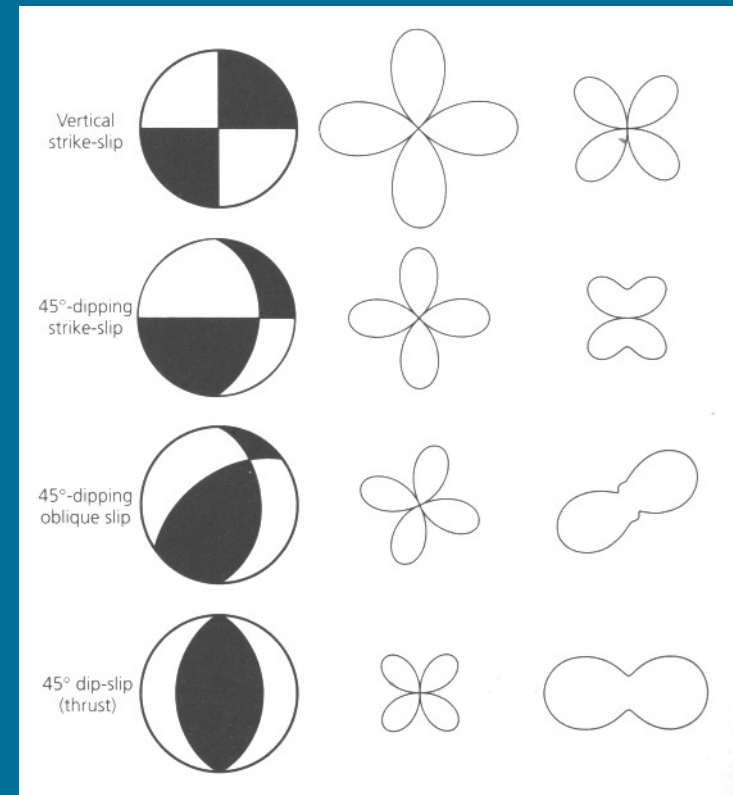 Vertical
strike-slip
45°-dipping
strike-slip
45°-dipping
oblique slip
45° dip-slip
(thrust)